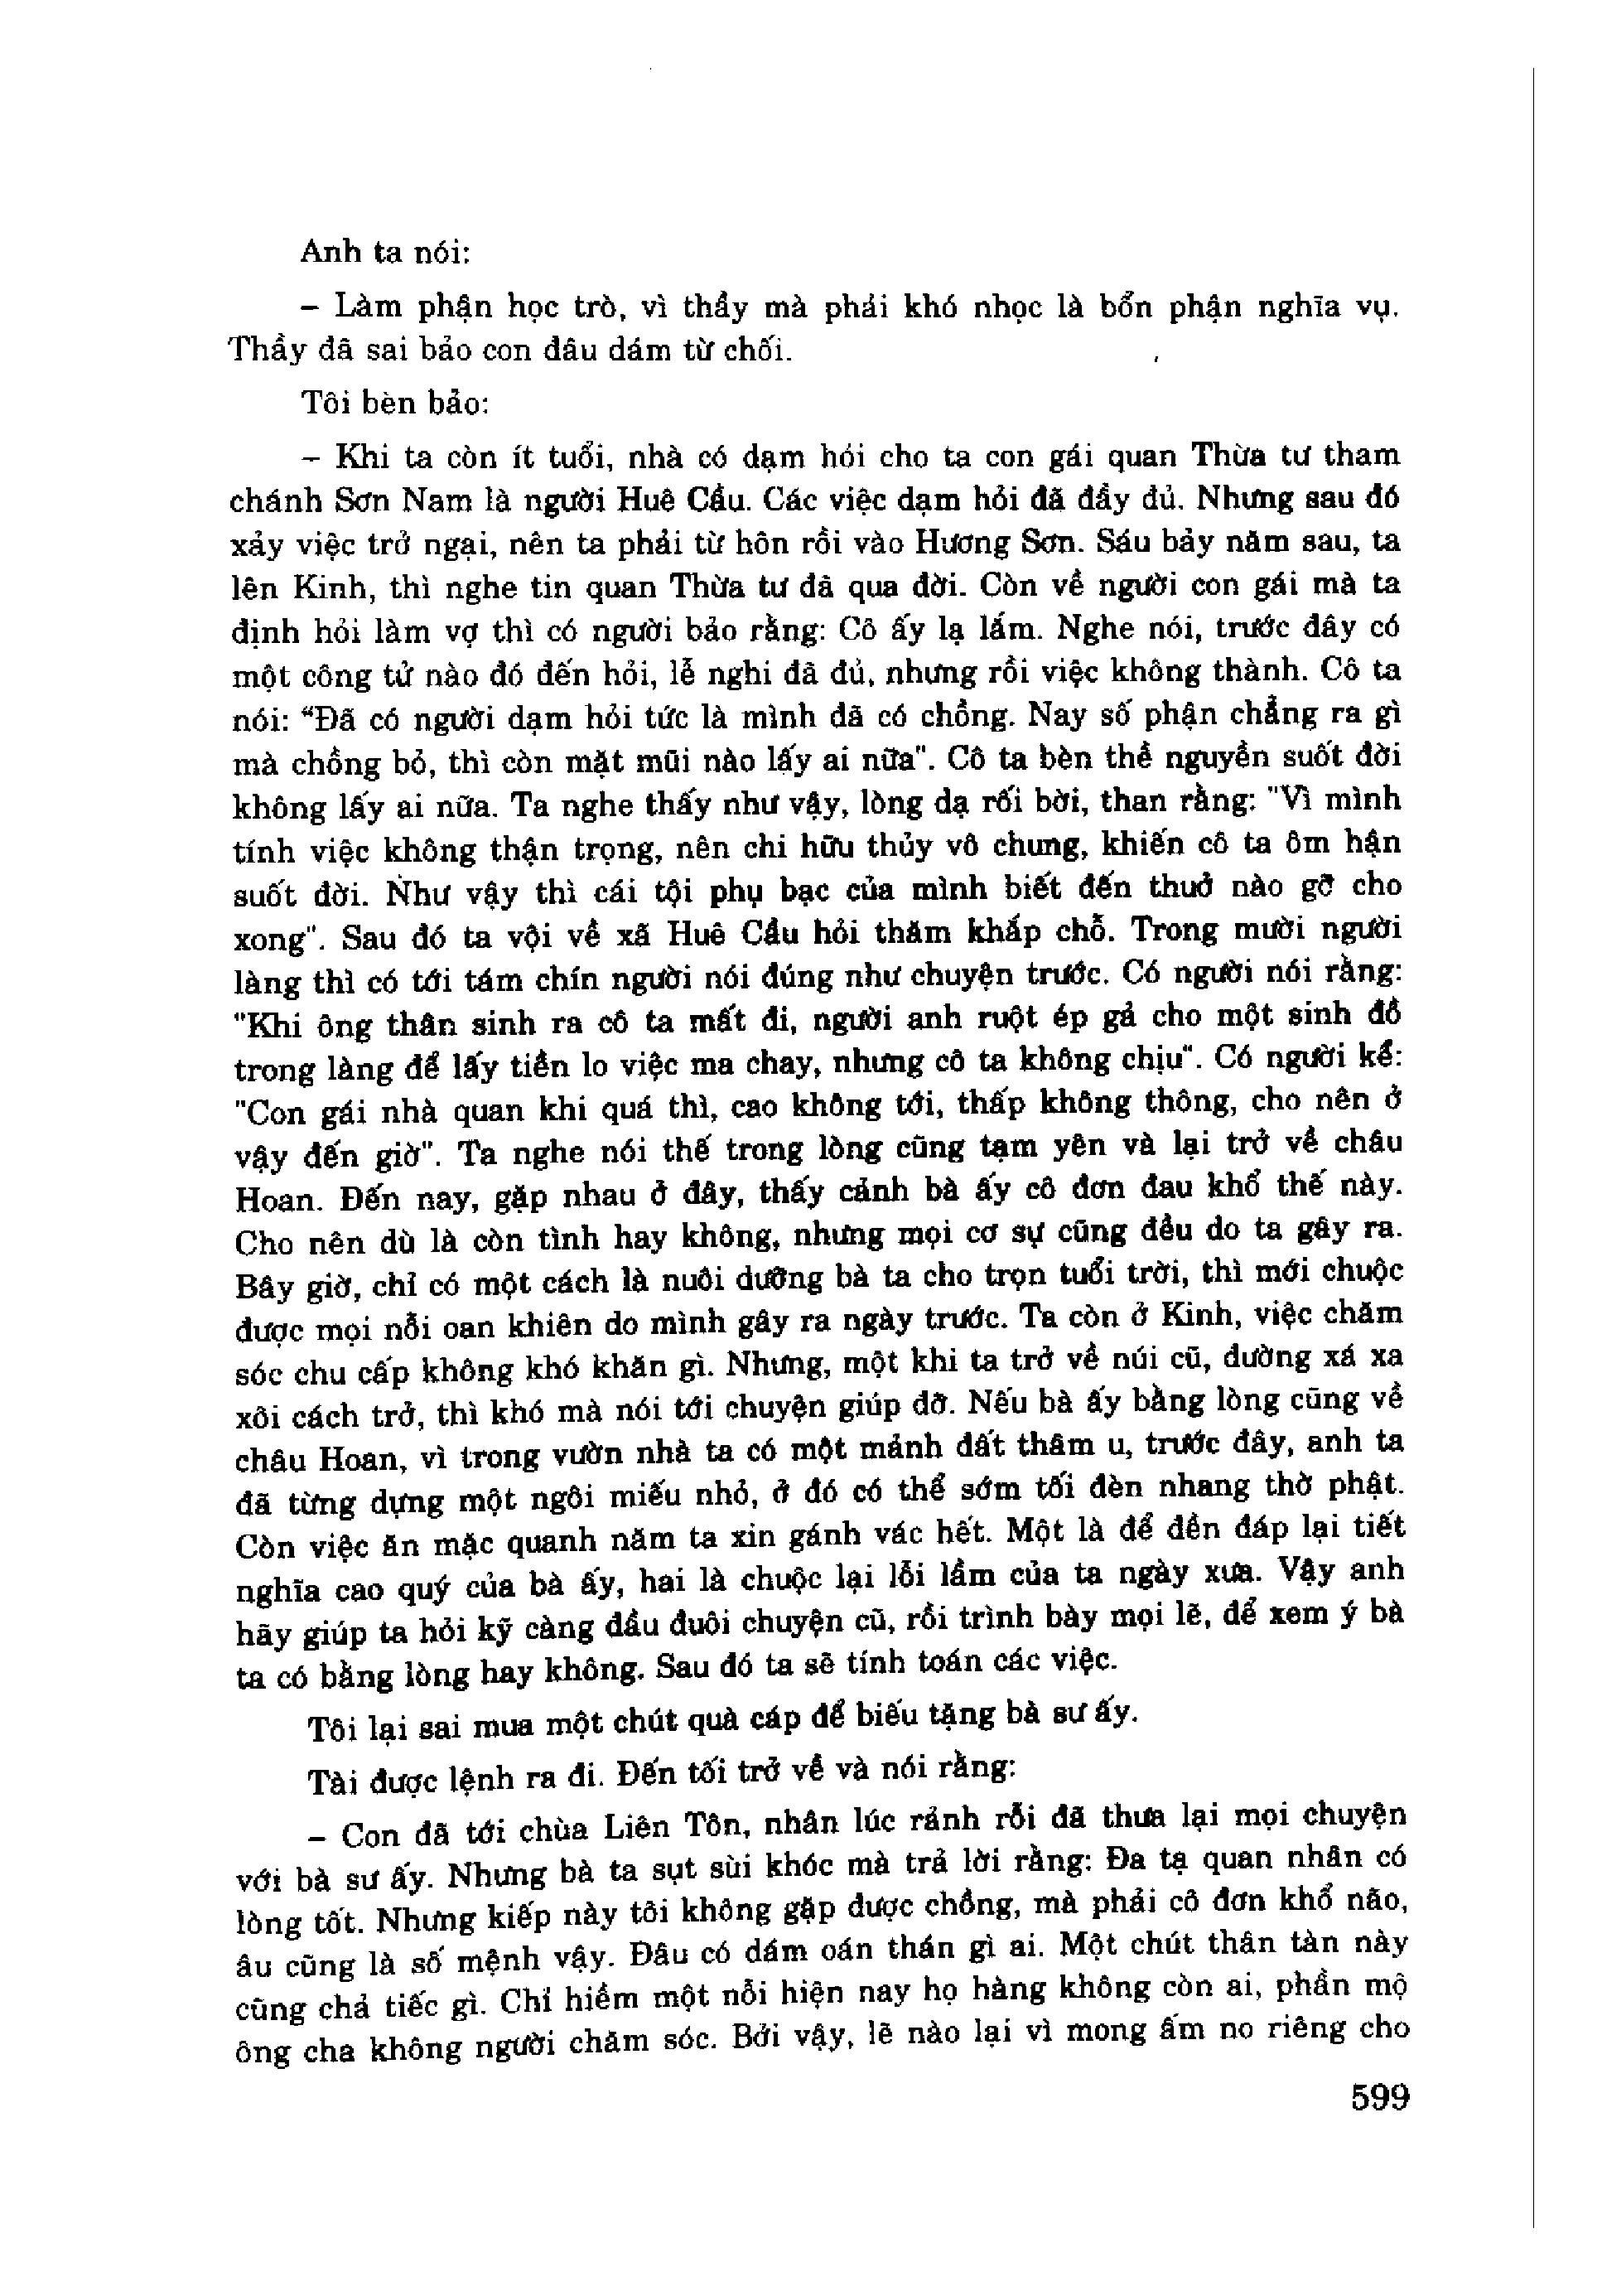 Anh ta nói:
– Làm phận học trò, vì thầy mà phải khó nhọc là bổn phận nghĩa vụ.
Thầy đã sai bảo con đâu dám từ chối.
Tôi bèn bảo:
– Khi ta còn ít tuổi, nhà có dạm hỏi cho ta con gái quan Thừa tư tham
chánh Sơn Nam là người Huê Cầu. Các việc dạm hỏi đã đầy đủ. Nhưng sau đó
xảy việc trở ngại, nên ta phải từ hôn rồi vào Hương Sơn. Sáu bảy năm sau, ta
lên Kinh, thì nghe tin quan Thừa tư đã qua đời. Còn về người con gái mà ta
định hỏi làm vợ thì có người bảo rằng: Cô ấy lạ lắm. Nghe nói, trước đây có
một công tử nào đó đến hỏi, lễ nghi đã đủ, nhưng rồi việc không thành. Cô ta
nói: “Đã có người dạm hỏi tức là mình đã có chồng. Nay số phận chẳng ra gì
mà chồng bỏ, thì còn mặt mũi nào lấy ai nữa". Cô ta bèn thề nguyền suốt đời
không lấy ai nữa. Ta nghe thấy như vậy, lòng dạ rối bời, than rằng: "Vì mình
tính việc không thận trọng, nên chi hữu thủy vô chung, khiến cô ta ôm hận
suốt đời. Như vậy thì cái tội phụ bạc của mình biết đến thuở nào gỡ cho
xong". Sau đó ta vội về xã Huê Cầu hỏi thăm khắp chỗ. Trong mười người
làng thì có tới tám chín người nói đúng như chuyện trước. Có người nói rằng:
"Khi ông thân sinh ra cô ta mất đi, người anh ruột ép gả cho một sinh đồ
trong làng để lấy tiền lo việc ma chay, nhưng cô ta không chịu". Có người kể:
"Con gái nhà quan khi quá thì, cao không tới, thấp không thông, cho nên ở
vậy đến giờ". Ta nghe nói thế trong lòng cũng tạm yên và lại trở về châu
Hoan. Đến nay, gặp nhau ở đây, thấy cảnh bà ấy cô đơn đau khổ thế này.
Cho nên dù là còn tình hay không, nhưng mọi cơ sự cũng đều do ta gây ra.
Bây giờ, chỉ có một cách là nuôi dưỡng bà ta cho trọn tuổi trời, thì mới chuộc
được mọi nỗi oan khiên do mình gây ra ngày trước. Ta còn ở Kinh, việc chăm
sóc chu cấp không khó khăn gì. Nhưng, một khi ta trở về núi cũ, đường xá xa
xôi cách trở, thì khó mà nói tới chuyện giúp đỡ. Nếu bà ấy bằng lòng cũng về
châu Hoan, vì trong vườn nhà ta có một mảnh đất thâm u, trước đây, anh ta
đã từng dựng một ngôi miếu nhỏ, ở đó có thể sớm tối đèn nhang thờ phật.
Còn việc ăn mặc quanh năm ta xin gánh vác hết. Một là để đền đáp lại tiết
nghĩa cao quý của bà ấy, hai là chuộc lại lỗi lầm của ta ngày xưa. Vậy anh
hãy giúp ta hỏi kỹ càng đầu đuôi chuyện cũ, rồi trình bày mọi lẽ, để xem ý bà
ta có bằng lòng hay không. Sau đó ta sẽ tính toán các việc.
Tôi lại sai mua một chút quà cáp để biếu tặng bà sư ấy.
Tài được lệnh ra đi. Đến tối trở về và nói rằng:
– Con đã tới chùa Liên Tôn, nhân lúc rảnh rỗi đã thưa lại mọi chuyện
với bà sư ấy. Nhưng bà ta sụt sùi khóc mà trả lời rằng: Đa tạ quan nhân có
lòng tốt. Nhưng kiếp này tôi không gặp được chồng, mà phải cô đơn khổ não,
âu cũng là số mệnh vậy. Đâu có dám oán thán gì ai. Một chút thân tàn này
cũng chả tiếc gì. Chỉ hiềm một nỗi hiện nay họ hàng không còn ai, phần mộ
ông cha không người chăm sóc. Bởi vậy, lẽ nào lại vì mong ấm no riêng cho
599